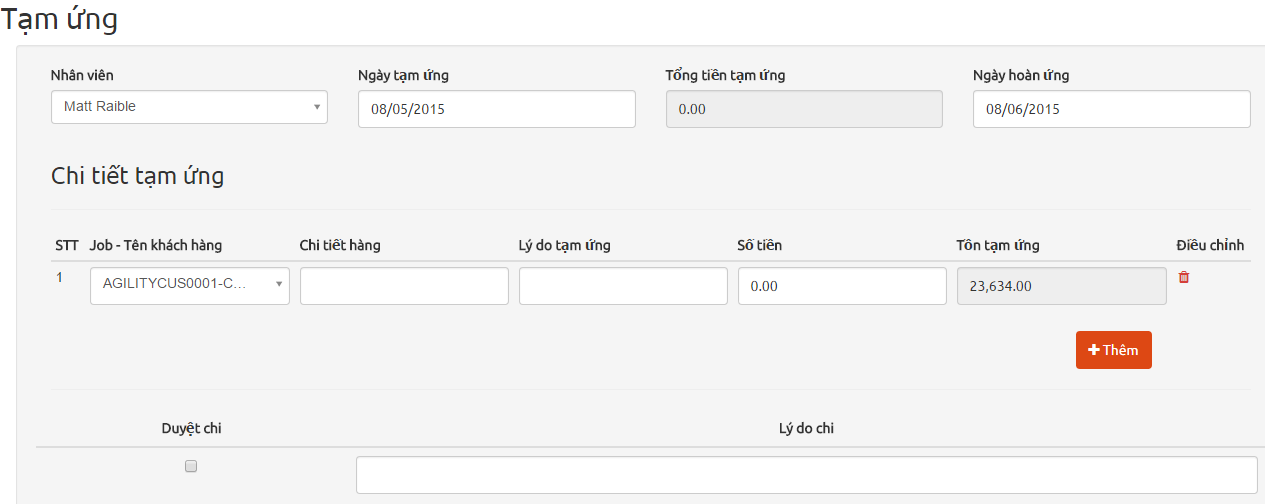 Tạm ứng
Nhân viên Ngày tạm ứng Tổng tiền tạm ứng Ngày hoàn ứng
Matt Raible 08/05/2015 0.00 08/06/2015
Chi tiết tạm ứng
STT Job - Tên khách hàng Chi tiết hàng Lý do tạm ứng Số tiền Tồn tạm ứng Điều chỉnh
1 AGILITYCUS0001-C... 0.00 23,634.00
Thêm
Duyệt chi Lý do chi